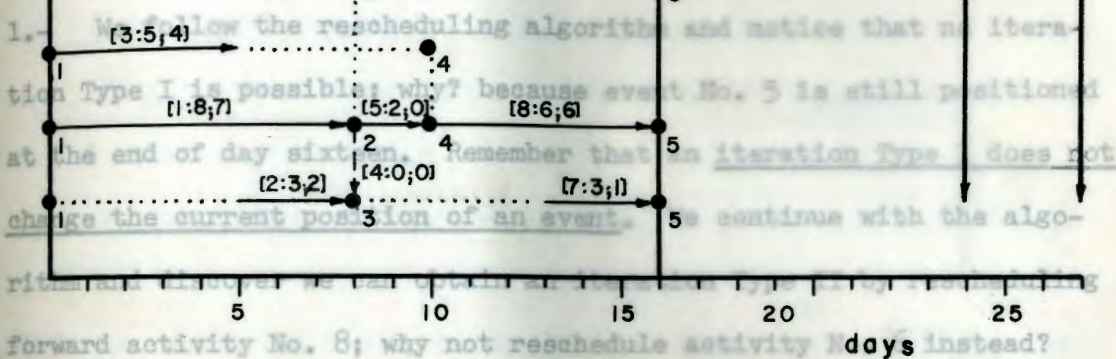 1.- We follow the rescheduling algorithm and notice that no itera-
[3:5;4]
1 4
tion Type I is possible; why? because event No. 5 is still positioned
[1:8;7] [5:2;0] [8:6;6]
1 2 4 5
at the end of day sixteen. Remember that an iteration Type I does not
[4:0;0]
[2:3;2] [7:3;1]
change the current position of an event. We continue with the algo-
1 3 5
rithm and discover we can obtain an iteration Type II by rescheduling
5 10 15 20 25
forward activity No. 8; why not reschedule activity instead?
days